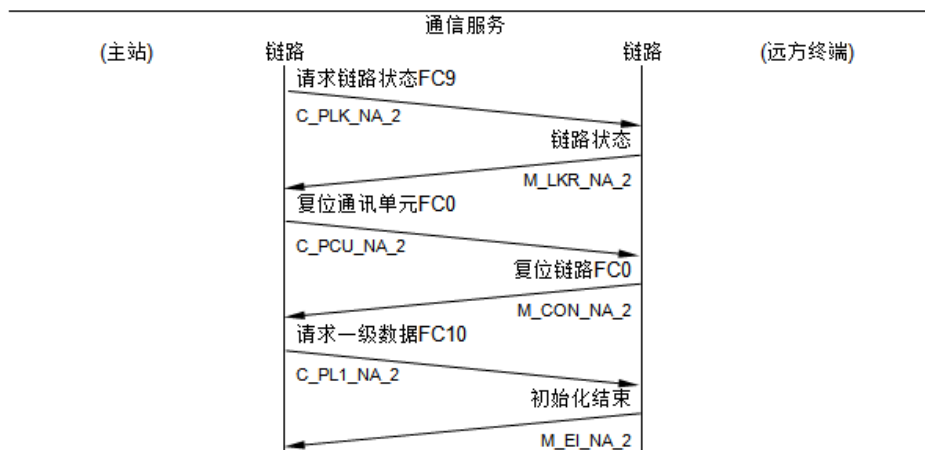 通信服务
(主站) 链路 链路 (远方终端)
请求链路状态FC9
C_PLK_NA_2
链路状态
M_LKR_NA_2
复位通讯单元FC0
C_PCU_NA_2
复位链路FC0
M_CON_NA_2
请求一级数据FC10
C_PL1_NA_2
初始化结束
M_EI_NA_2